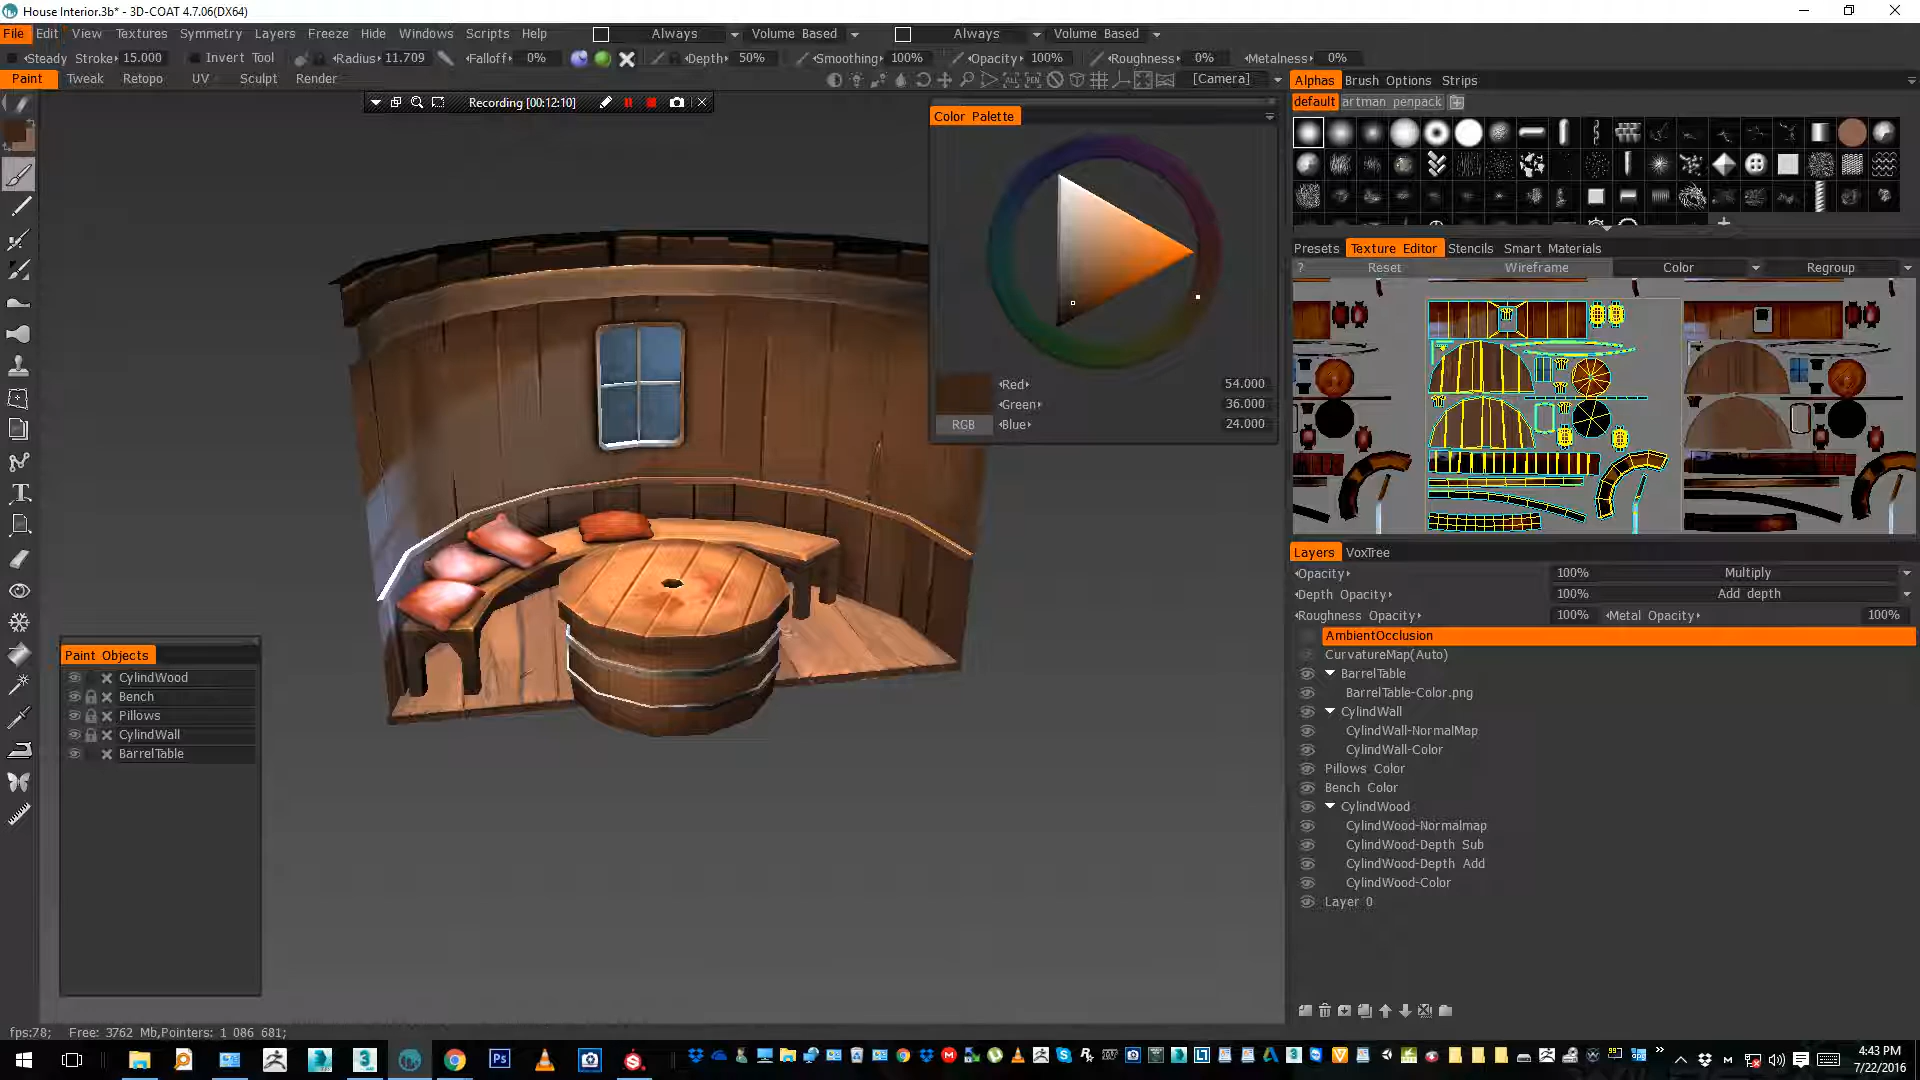 House Interior.3b* - 3D-COAT 4.7.06(DX64)
File Edit View Textures Symmetry Layers Freeze Hide Windows Scripts Help Always Volume Based Always Volume Based
Steady Stroke 15.000 Invert Tool Radius 11.709 Falloff 0% Depth 50% Smoothing 100% Opacity 100% Roughness 0% Metalness 0%
Paint Tweak Retopo UV Sculpt Render [Camera]
Alphas Brush Options Strips
default artman penpack
Recording [00:12:10]
Color Palette
Red 54.000
Green 36.000
RGB Blue 24.000
Presets Texture Editor Stencils Smart Materials
? Reset Wireframe Color Regroup
Layers VoxTree
Opacity 100% Multiply
Depth Opacity 100% Add depth
Roughness Opacity 100% Metal Opacity 100%
AmbientOcclusion
CurvatureMap(Auto)
BarrelTable
BarrelTable-Color.png
CylindWall
CylindWall-NormalMap
CylindWall-Color
Pillows Color
Bench Color
CylindWood
CylindWood-Normalmap
CylindWood-Depth Sub
CylindWood-Depth Add
CylindWood-Color
Layer 0
Paint Objects
CylindWood
Bench
Pillows
CylindWall
BarrelTable
fps:78; Free: 3762 Mb,Pointers: 1 086 681;
4:43 PM
7/22/2016